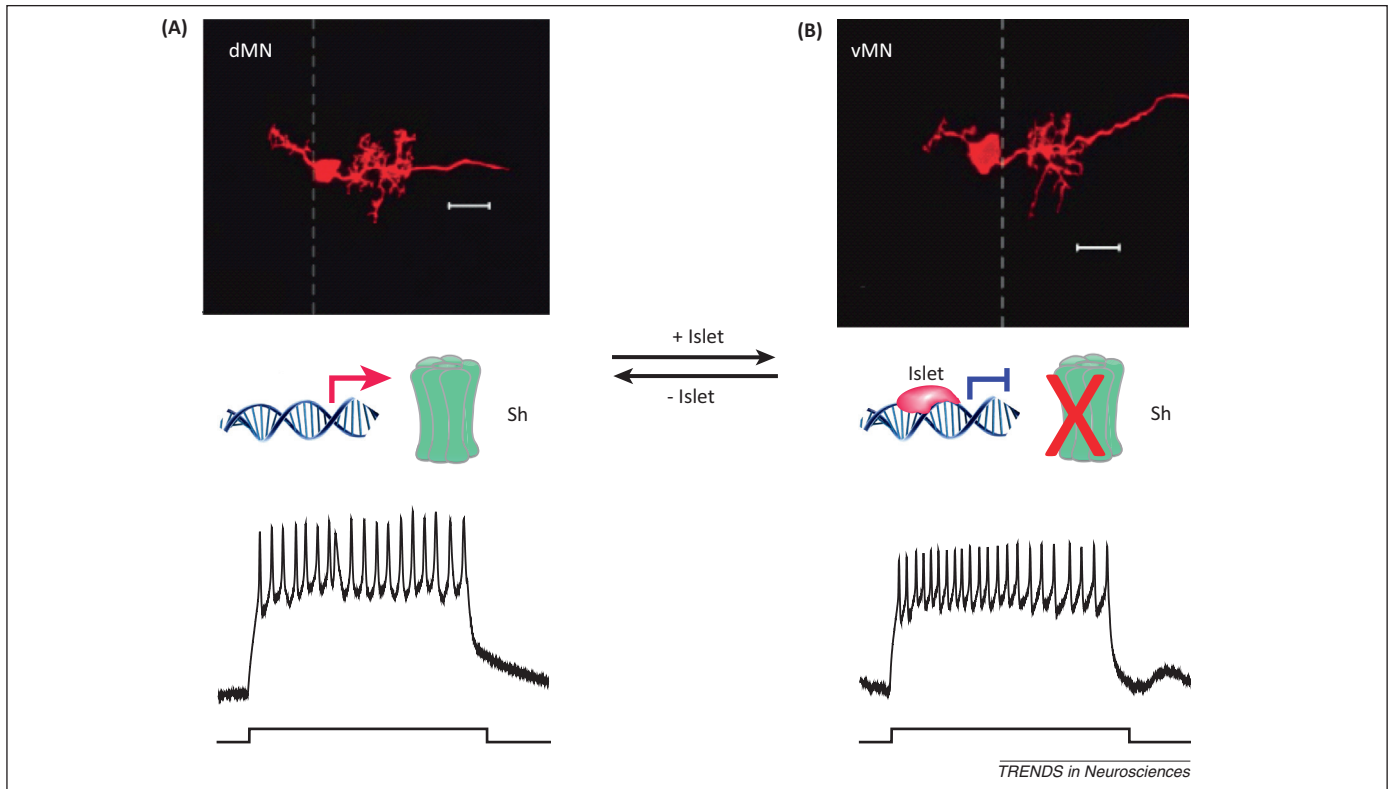 (A)
dMN
(B)
vMN
+ Islet
- Islet
Sh
Islet
Sh
TRENDS in Neurosciences